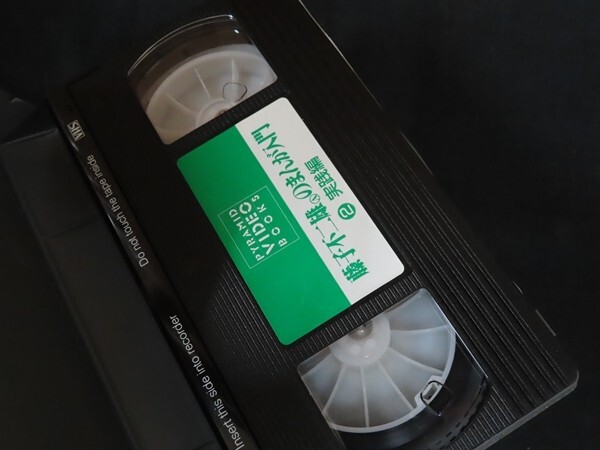 藤子不二雄Ⓐのまんが入門
② 実践編
PYRAMID
VIDEO
BOOKS
VHS
Do not touch the tape inside
Insert this side into recorder